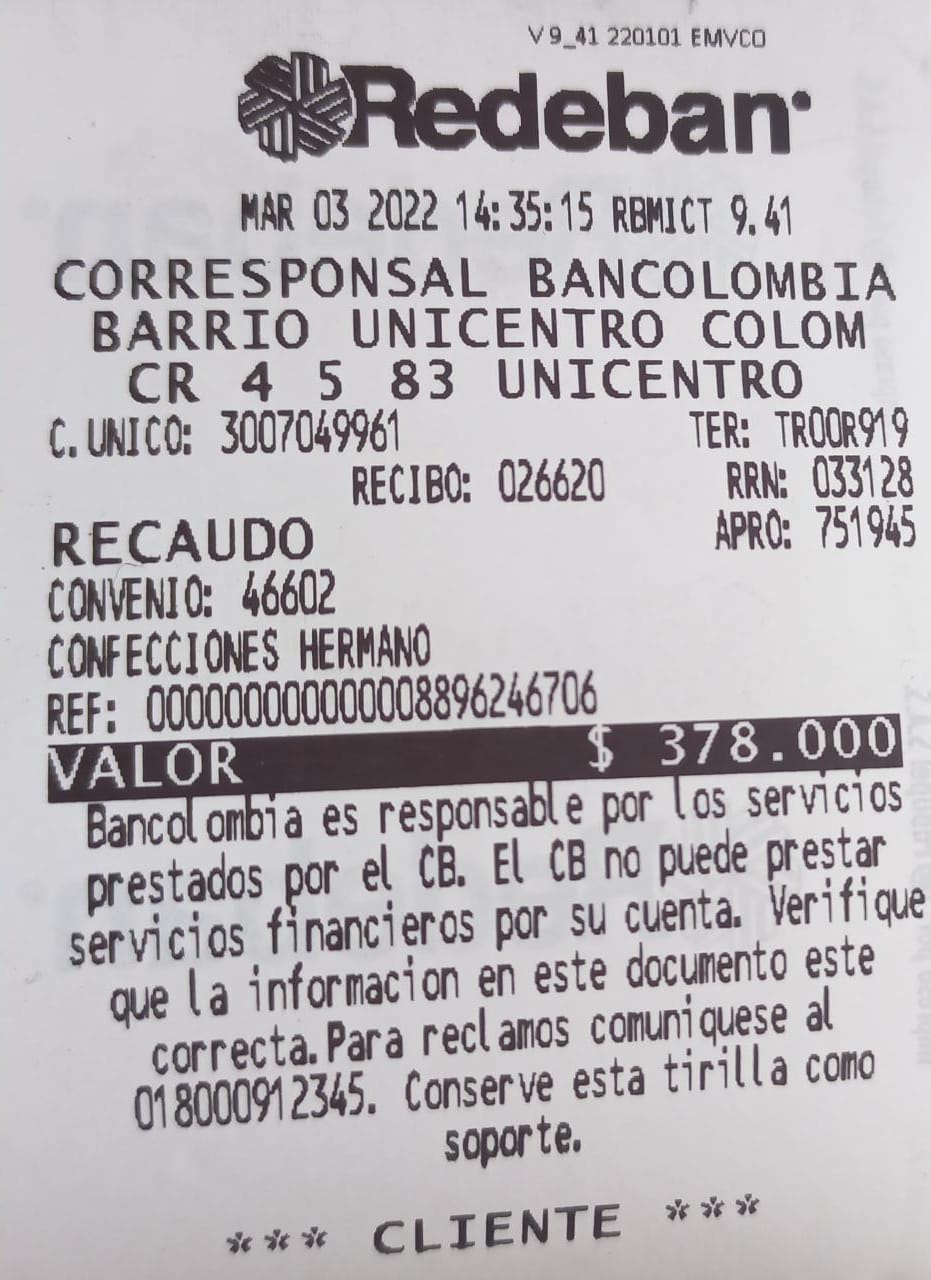 V 9_41 220101 EMVCO
Redeban
MAR 03 2022 14:35:15 RBMICT 9.41
CORRESPONSAL BANCOLOMBIA
BARRIO UNICENTRO COLOM
CR 4 5 83 UNICENTRO
C. UNICO: 3007049961 TER: TR00R919
RECIBO: 026620 RRN: 033128
RECAUDO APRO: 751945
CONVENIO: 46602
CONFECCIONES HERMANO
REF: 000000000000008896246706
VALOR $ 378.000
Bancolombia es responsable por los servicios
prestados por el CB. El CB no puede prestar
servicios financieros por su cuenta. Verifique
que la informacion en este documento este
correcta. Para reclamos comuniquese al
018000912345. Conserve esta tirilla como
soporte.
*** CLIENTE ***